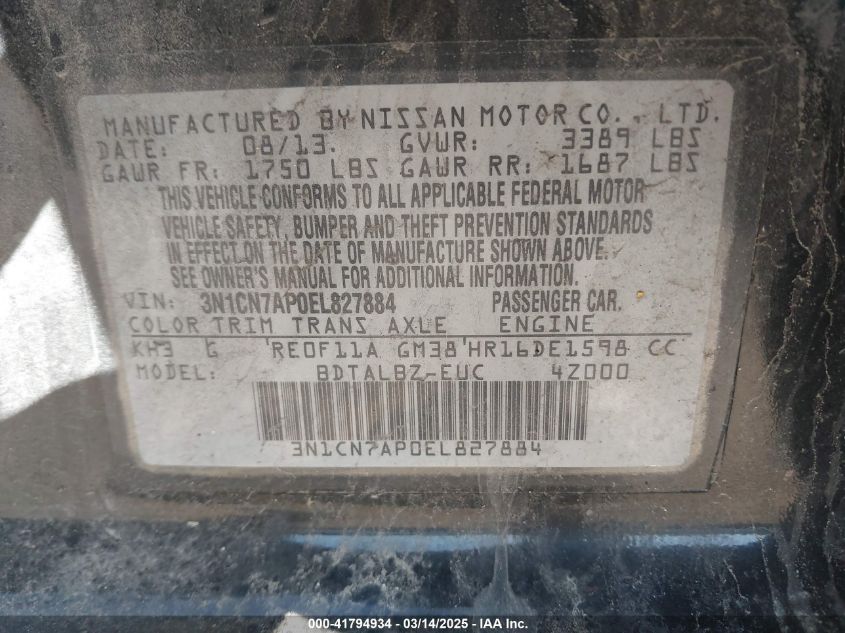 MANUFACTURED BY NISSAN MOTOR CO., LTD.
DATE: 08/13. GVWR: 3389 LBS
GAWR FR: 1750 LBS GAWR RR: 1687 LBS
THIS VEHICLE CONFORMS TO ALL APPLICABLE FEDERAL MOTOR
VEHICLE SAFETY, BUMPER AND THEFT PREVENTION STANDARDS
IN EFFECT ON THE DATE OF MANUFACTURE SHOWN ABOVE.
SEE OWNER'S MANUAL FOR ADDITIONAL INFORMATION.
VIN: 3N1CN7AP0EL827884 PASSENGER CAR.
COLOR TRIM TRANS AXLE ENGINE
KH3 G RE0F11A GM38 HR16DE1598 CC
MODEL: BDTALBZ-EUC 4Z000
3N1CN7AP0EL827884
000 - 41794934 - 03/14/2025 - IAA Inc.